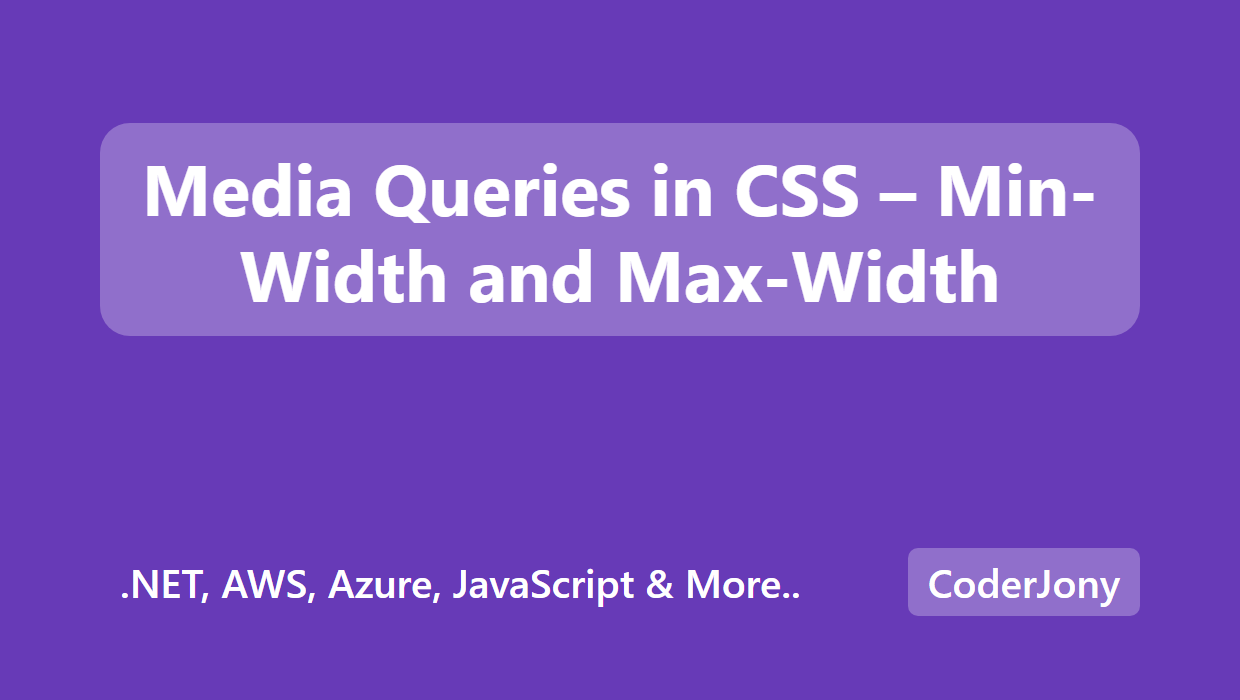 Media Queries in CSS – Min-
Width and Max-Width
.NET, AWS, Azure, JavaScript & More..
CoderJony